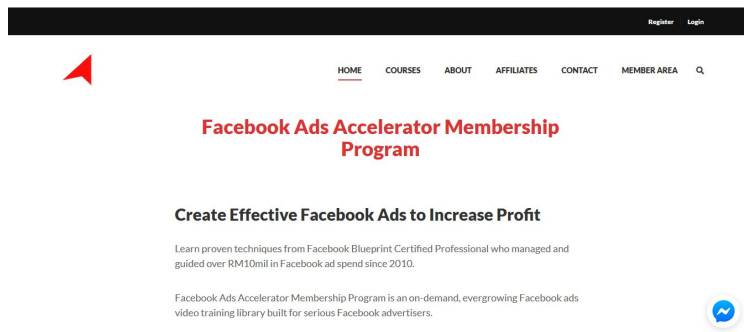 Register Login
HOME COURSES ABOUT AFFILIATES CONTACT MEMBER AREA
Facebook Ads Accelerator Membership
Program
Create Effective Facebook Ads to Increase Profit
Learn proven techniques from Facebook Blueprint Certified Professional who managed and
guided over RM10mil in Facebook ad spend since 2010.
Facebook Ads Accelerator Membership Program is an on-demand, evergrowing Facebook ads
video training library built for serious Facebook advertisers.